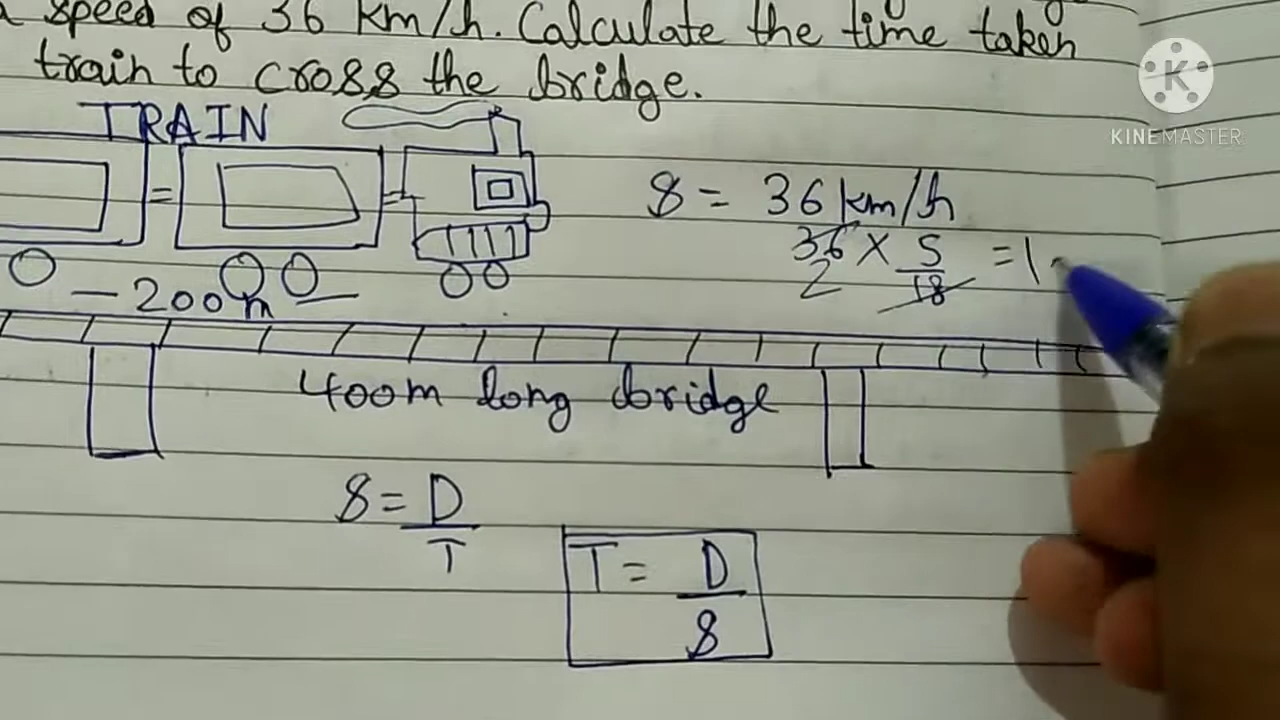 a speed of 36 km/h. Calculate the time taken
train to cross the bridge.
TRAIN
KINEMASTER
S = 36 km/h
36 × 5/18 = 1
2
200m
400m long bridge
S = D/T
T = D/S